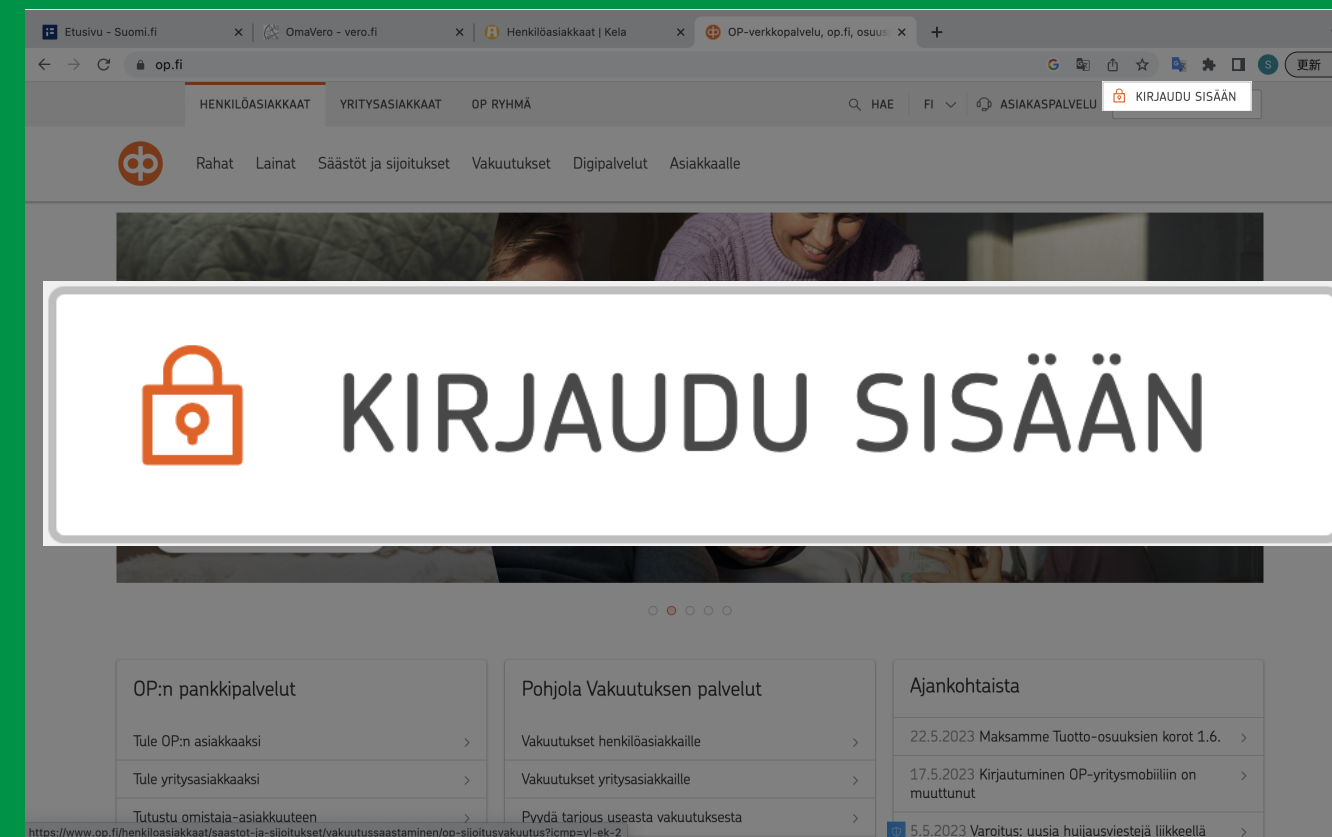 Etusivu - Suomi.fi
OmaVero - vero.fi
Henkilöasiakkaat | Kela
OP-verkkopalvelu, op.fi, osuus
op.fi
更新
HENKILÖASIAKKAAT YRITYSASIAKKAAT OP RYHMÄ HAE FI ASIAKASPALVELU KIRJAUDU SISÄÄN
Rahat Lainat Säästöt ja sijoitukset Vakuutukset Digipalvelut Asiakkaalle
KIRJAUDU SISÄÄN
OP:n pankkipalvelut
Tule OP:n asiakkaaksi
Tule yritysasiakkaaksi
Tutustu omistaja-asiakkuuteen
Pohjola Vakuutuksen palvelut
Vakuutukset henkilöasiakkaille
Vakuutukset yritysasiakkaille
Pyydä tarjous useasta vakuutuksesta
Ajankohtaista
22.5.2023 Maksamme Tuotto-osuuksien korot 1.6.
17.5.2023 Kirjautuminen OP-yritysmobiiliin on
muuttunut
5.5.2023 Varoitus: uusia huijausviestejä liikkeellä
https://www.op.fi/henkiloasiakkaat/saastot-ja-sijoitukset/vakuutussaastaminen/op-sijoitusvakuutus?icmp=yl-ek-2